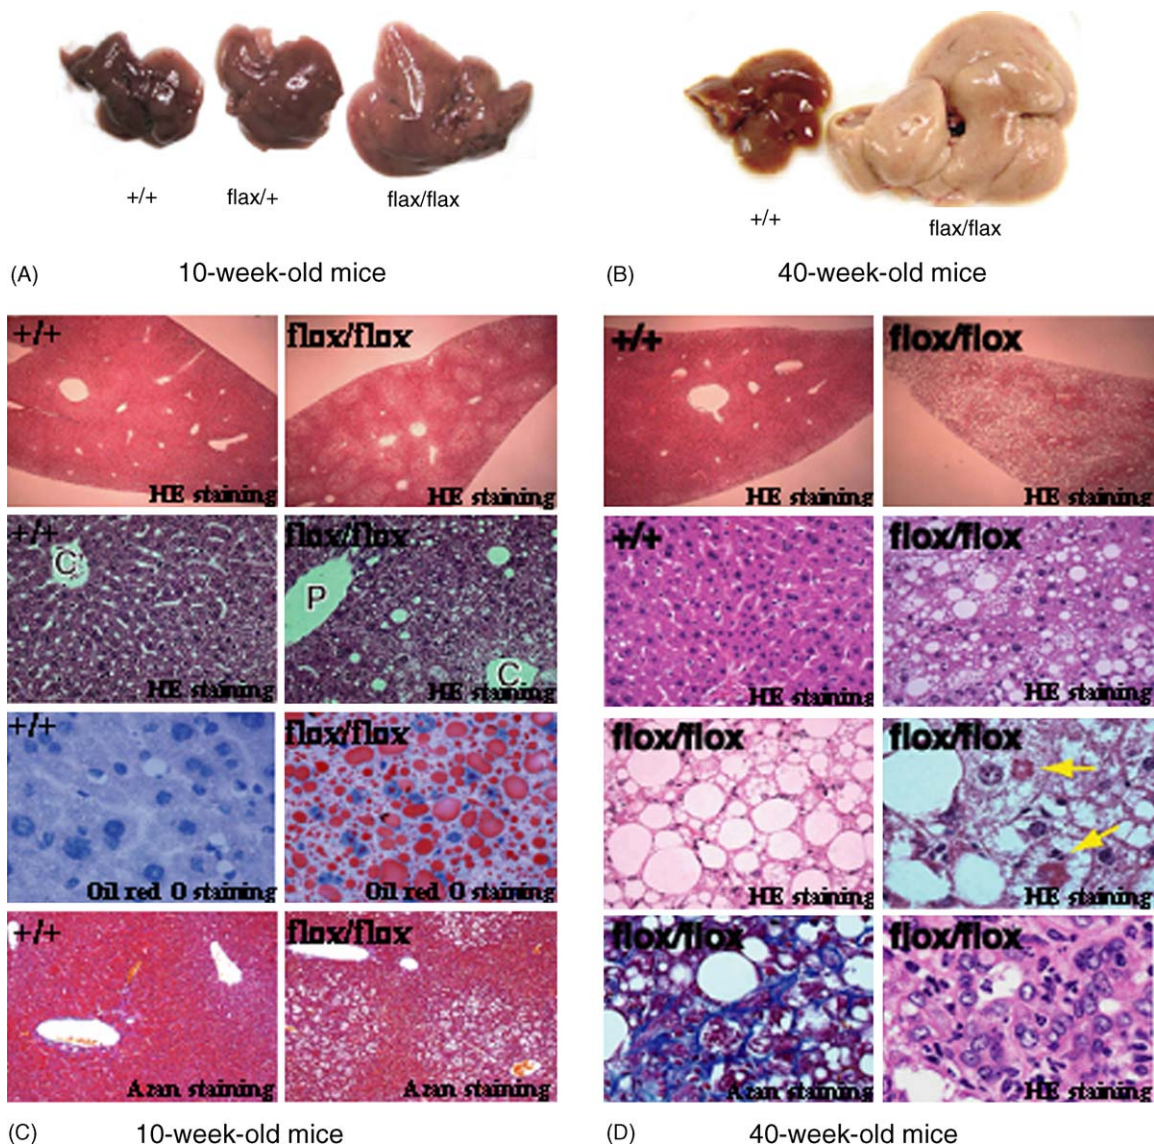 +/+ flax/+ flax/flax
+/+ flax/flax
(A) 10-week-old mice (B) 40-week-old mice
+/+ flox/flox +/+ flox/flox
HE staining HE staining HE staining HE staining
+/+ flox/flox +/+ flox/flox
C P C
HE staining HE staining HE staining HE staining
+/+ flox/flox flox/flox flox/flox
Oil red O staining Oil red O staining HE staining HE staining
+/+ flox/flox flox/flox flox/flox
Azan staining Azan staining Azan staining HE staining
(C) 10-week-old mice (D) 40-week-old mice